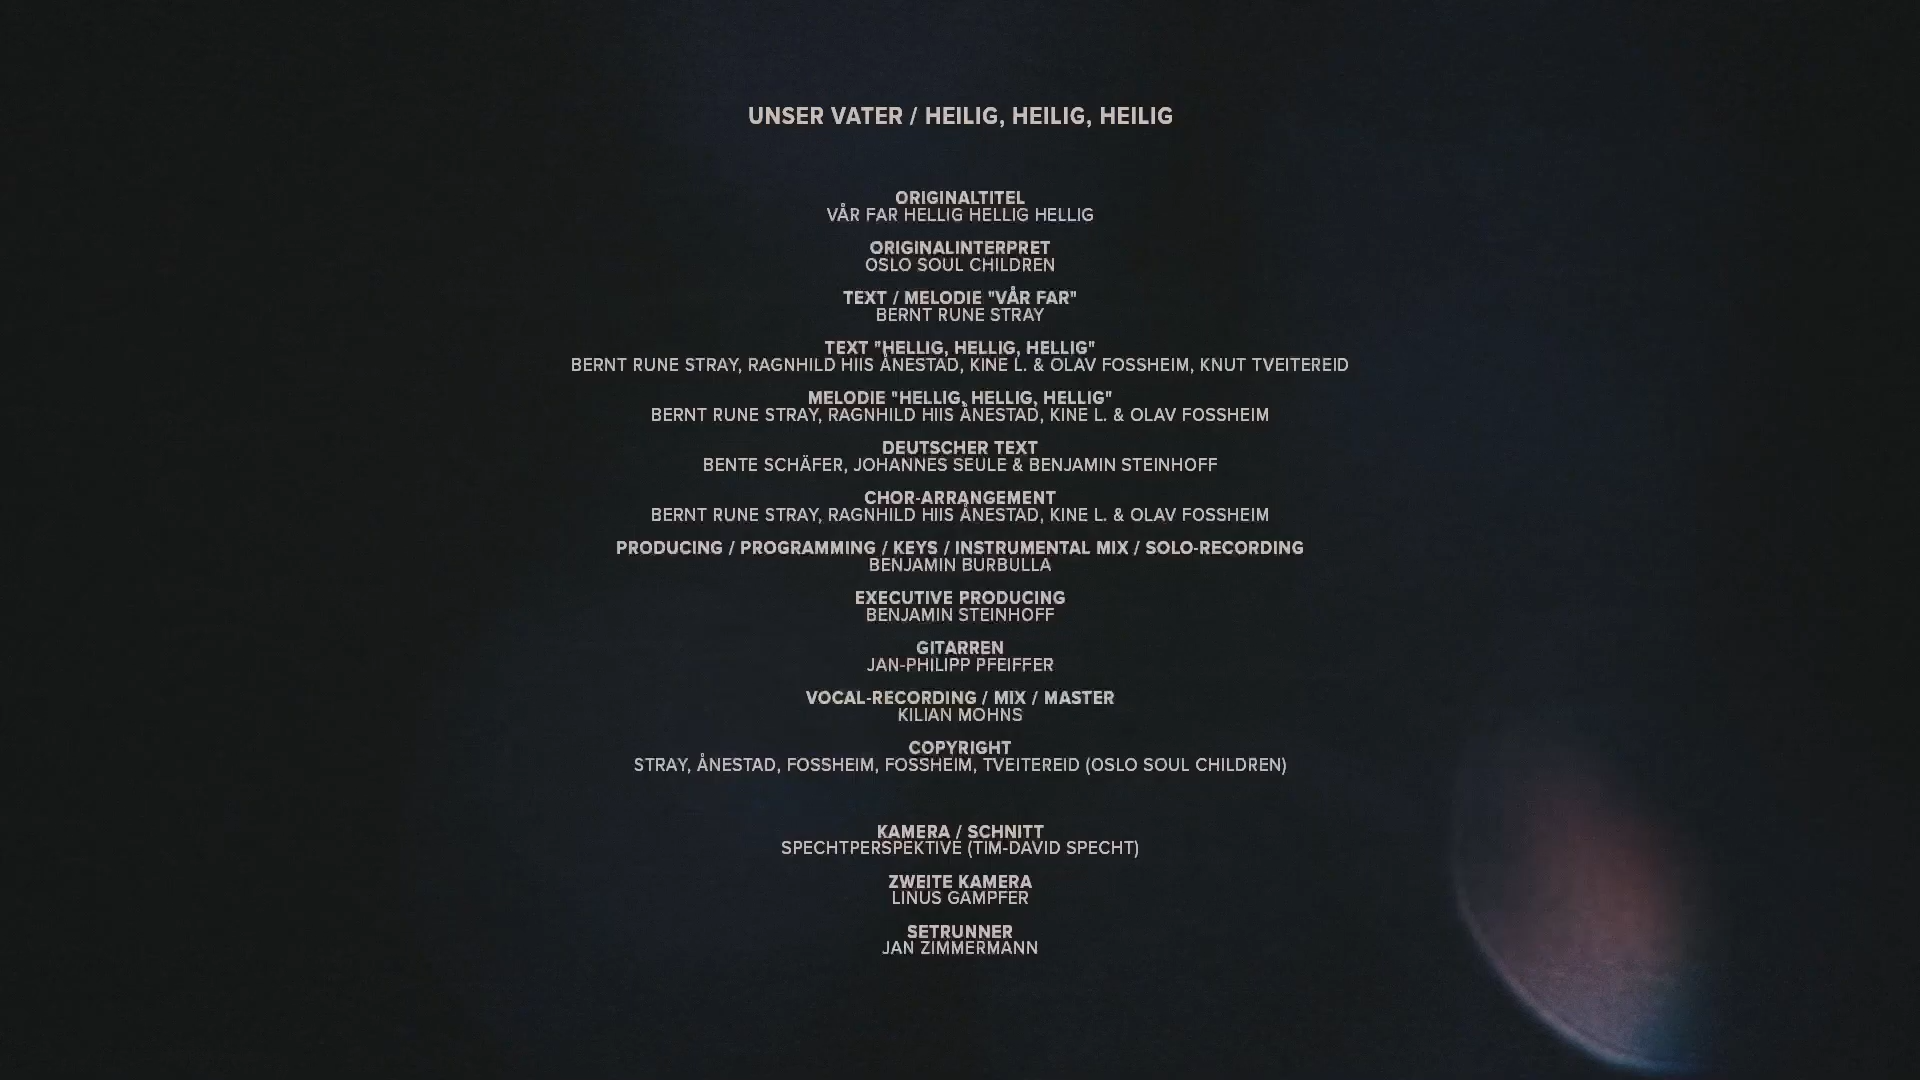 UNSER VATER / HEILIG, HEILIG, HEILIG
ORIGINALTITEL
VÅR FAR HELLIG HELLIG HELLIG
ORIGINALINTERPRET
OSLO SOUL CHILDREN
TEXT / MELODIE "VÅR FAR"
BERNT RUNE STRAY
TEXT "HELLIG, HELLIG, HELLIG"
BERNT RUNE STRAY, RAGNHILD HIIS ÅNESTAD, KINE L. & OLAV FOSSHEIM, KNUT TVEITEREID
MELODIE "HELLIG, HELLIG, HELLIG"
BERNT RUNE STRAY, RAGNHILD HIIS ÅNESTAD, KINE L. & OLAV FOSSHEIM
DEUTSCHER TEXT
BENTE SCHÄFER, JOHANNES SEULE & BENJAMIN STEINHOFF
CHOR-ARRANGEMENT
BERNT RUNE STRAY, RAGNHILD HIIS ÅNESTAD, KINE L. & OLAV FOSSHEIM
PRODUCING / PROGRAMMING / KEYS / INSTRUMENTAL MIX / SOLO-RECORDING
BENJAMIN BURBULLA
EXECUTIVE PRODUCING
BENJAMIN STEINHOFF
GITARREN
JAN-PHILIPP PFEIFFER
VOCAL-RECORDING / MIX / MASTER
KILIAN MOHNS
COPYRIGHT
STRAY, ÅNESTAD, FOSSHEIM, FOSSHEIM, TVEITEREID (OSLO SOUL CHILDREN)
KAMERA / SCHNITT
SPECHTPERSPEKTIVE (TIM-DAVID SPECHT)
ZWEITE KAMERA
LINUS GAMPFER
SETRUNNER
JAN ZIMMERMANN